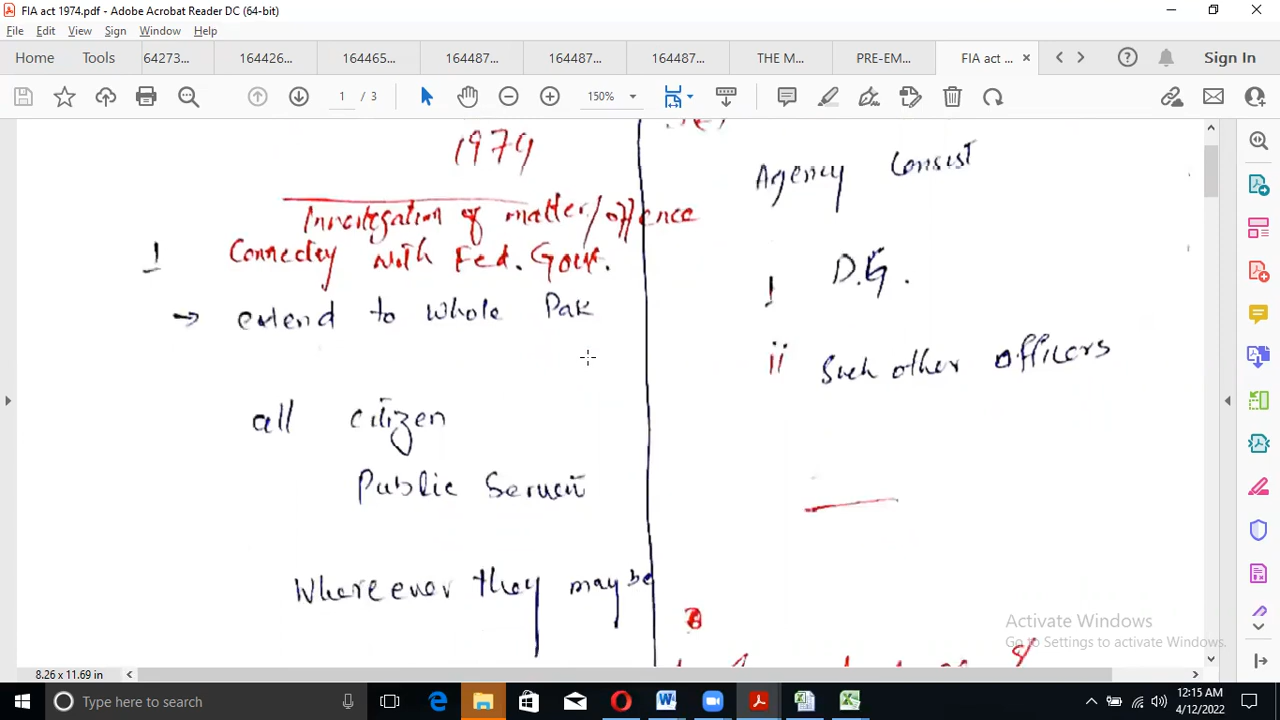 FIA act 1974.pdf - Adobe Acrobat Reader DC (64-bit)
File Edit View Sign Window Help
Home Tools 64273... 164426... 164465... 164487... 164487... 164487... THE M... PRE-EM... FIA act ... × Sign In
1 / 3 150%
1974
Investigation of matter/offence
1 Connectey with Fed. Govt.
→ extend to whole Pak
all citizen
Public Servent
Where ever they may be
Agency Consist
i D.G.
ii Such other officers
B
Activate Windows
Go to Settings to activate Windows.
8.26 x 11.69 in
Type here to search
12:15 AM
4/12/2022